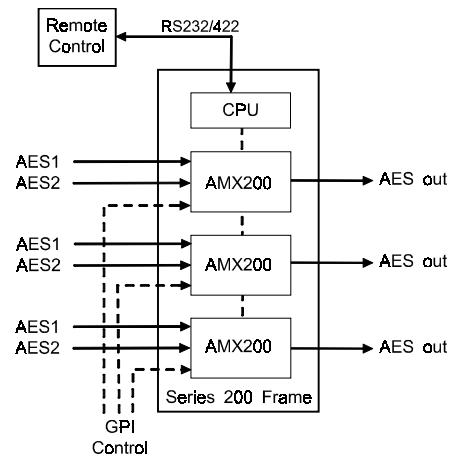 Remote
Control
RS232/422
CPU
AES1
AES2
AMX200
AES out
AES1
AES2
AMX200
AES out
AES1
AES2
AMX200
AES out
Series 200 Frame
GPI
Control